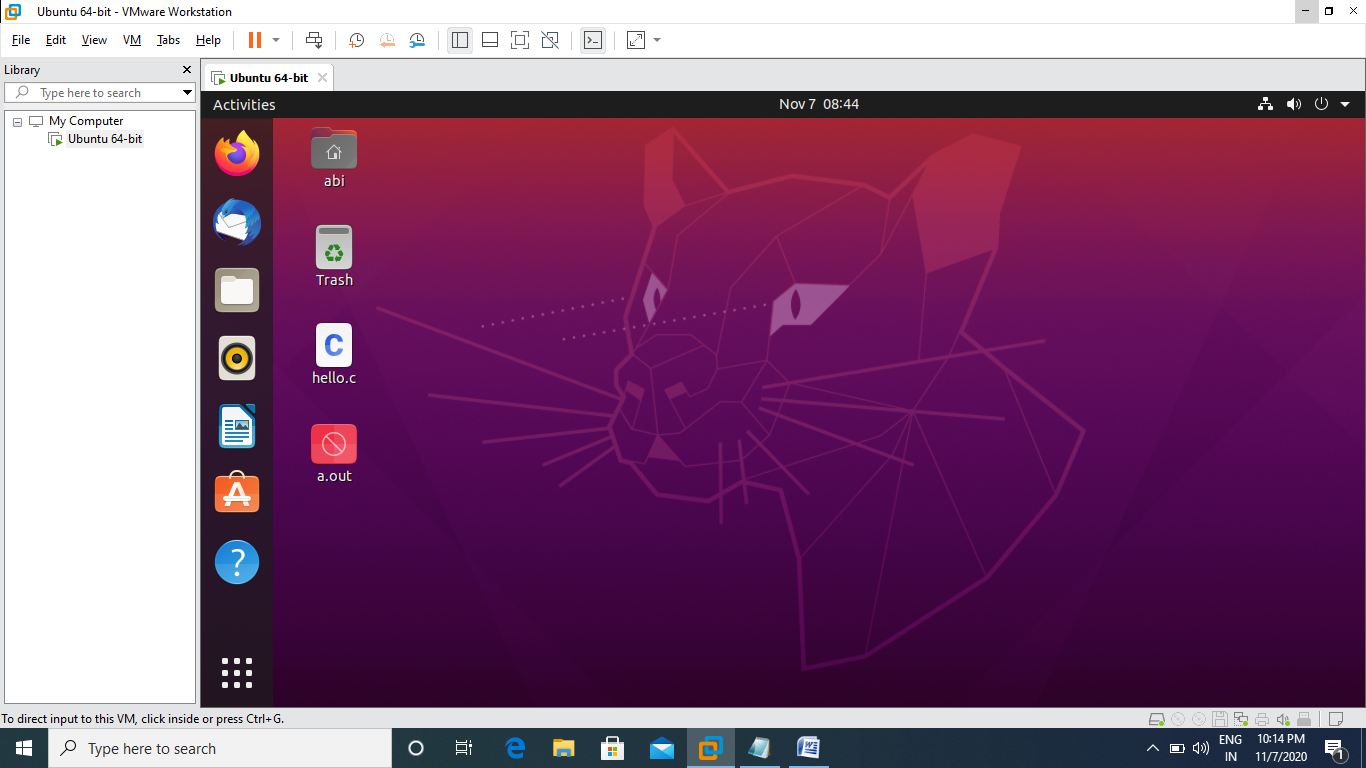 Ubuntu 64-bit - VMware Workstation
File Edit View VM Tabs Help
Library
Type here to search
My Computer
Ubuntu 64-bit
Ubuntu 64-bit
Activities
Nov 7 08:44
abi
Trash
C
hello.c
a.out
?
To direct input to this VM, click inside or press Ctrl+G.
Type here to search
ENG
IN
10:14 PM
11/7/2020
1